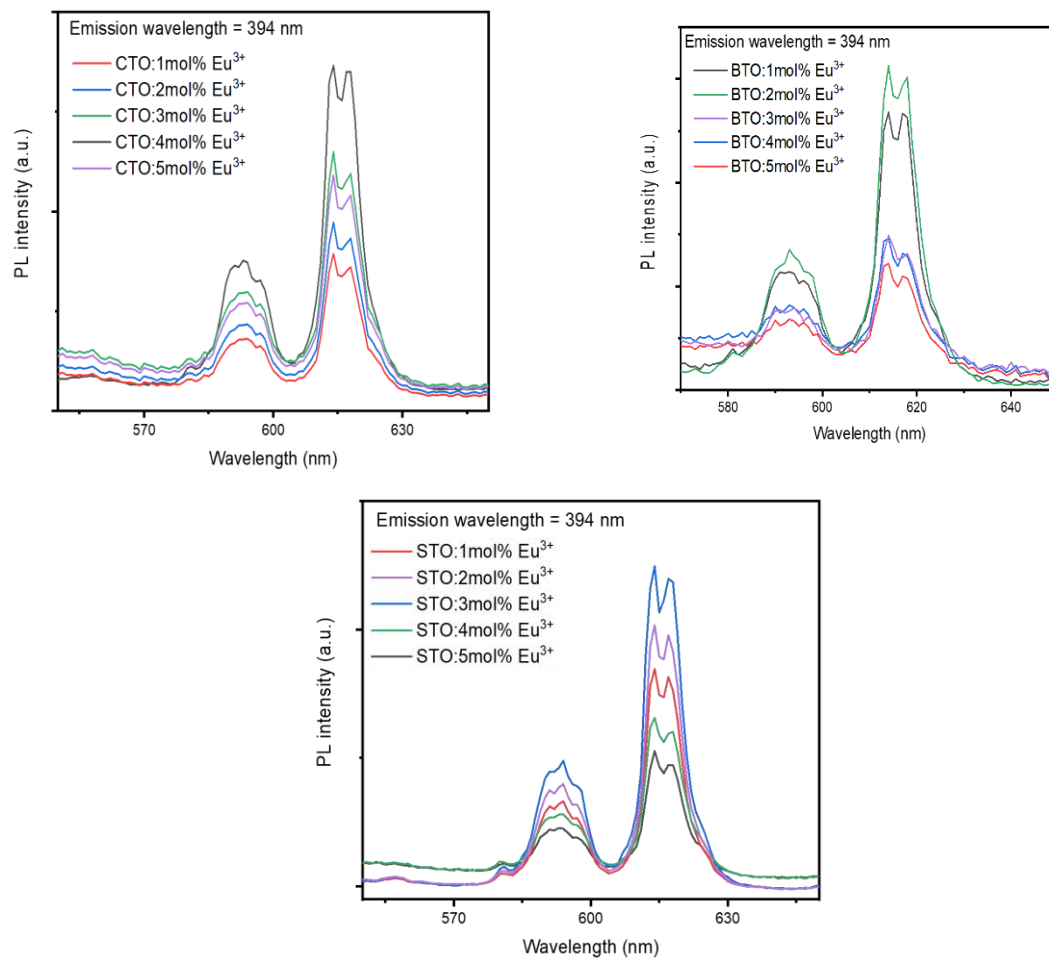 Emission wavelength = 394 nm
CTO:1mol% Eu³⁺
CTO:2mol% Eu³⁺
CTO:3mol% Eu³⁺
CTO:4mol% Eu³⁺
CTO:5mol% Eu³⁺
PL intensity (a.u.)
570 600 630
Wavelength (nm)
Emission wavelength = 394 nm
BTO:1mol% Eu³⁺
BTO:2mol% Eu³⁺
BTO:3mol% Eu³⁺
BTO:4mol% Eu³⁺
BTO:5mol% Eu³⁺
PL intensity (a.u.)
580 600 620 640
Wavelength (nm)
Emission wavelength = 394 nm
STO:1mol% Eu³⁺
STO:2mol% Eu³⁺
STO:3mol% Eu³⁺
STO:4mol% Eu³⁺
STO:5mol% Eu³⁺
PL intensity (a.u.)
570 600 630
Wavelength (nm)